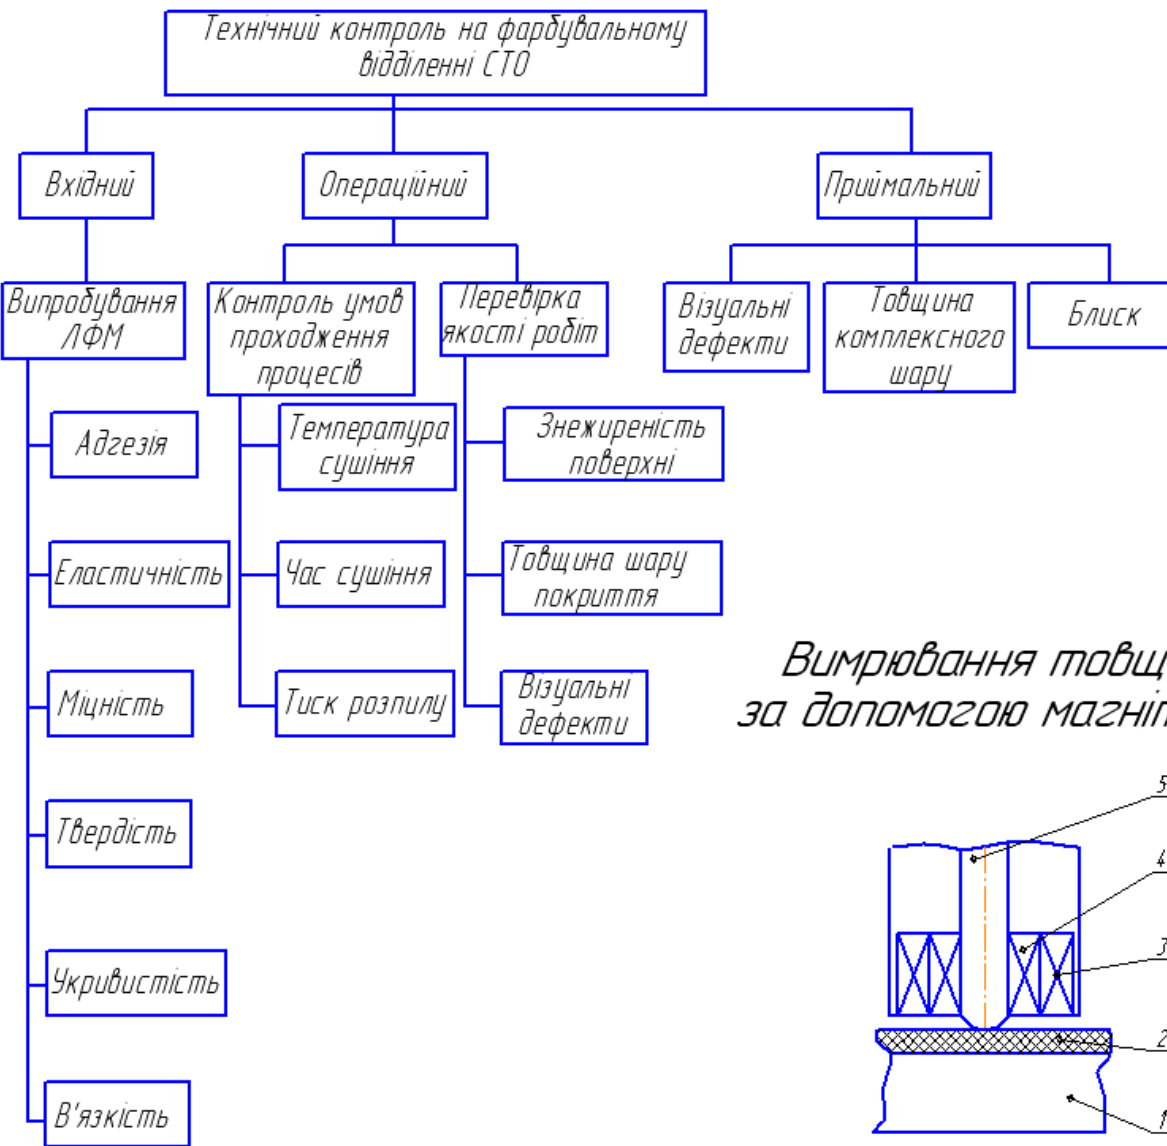 Технічний контроль на фарбувальному
відділенні СТО
Вхідний
Операційний
Приймальний
Випробування
ЛФМ
Контроль умов
проходження
процесів
Перевірка
якості робіт
Візуальні
дефекти
Товщина
комплексного
шару
Блиск
Адгезія
Температура
сушіння
Знежиреність
поверхні
Еластичність
Час сушіння
Товщина шару
покриття
Міцність
Тиск розпилу
Візуальні
дефекти
Твердість
Укривистість
В'язкість
Вимрювання товщ
за допомогою магніт
5
4
3
2
1